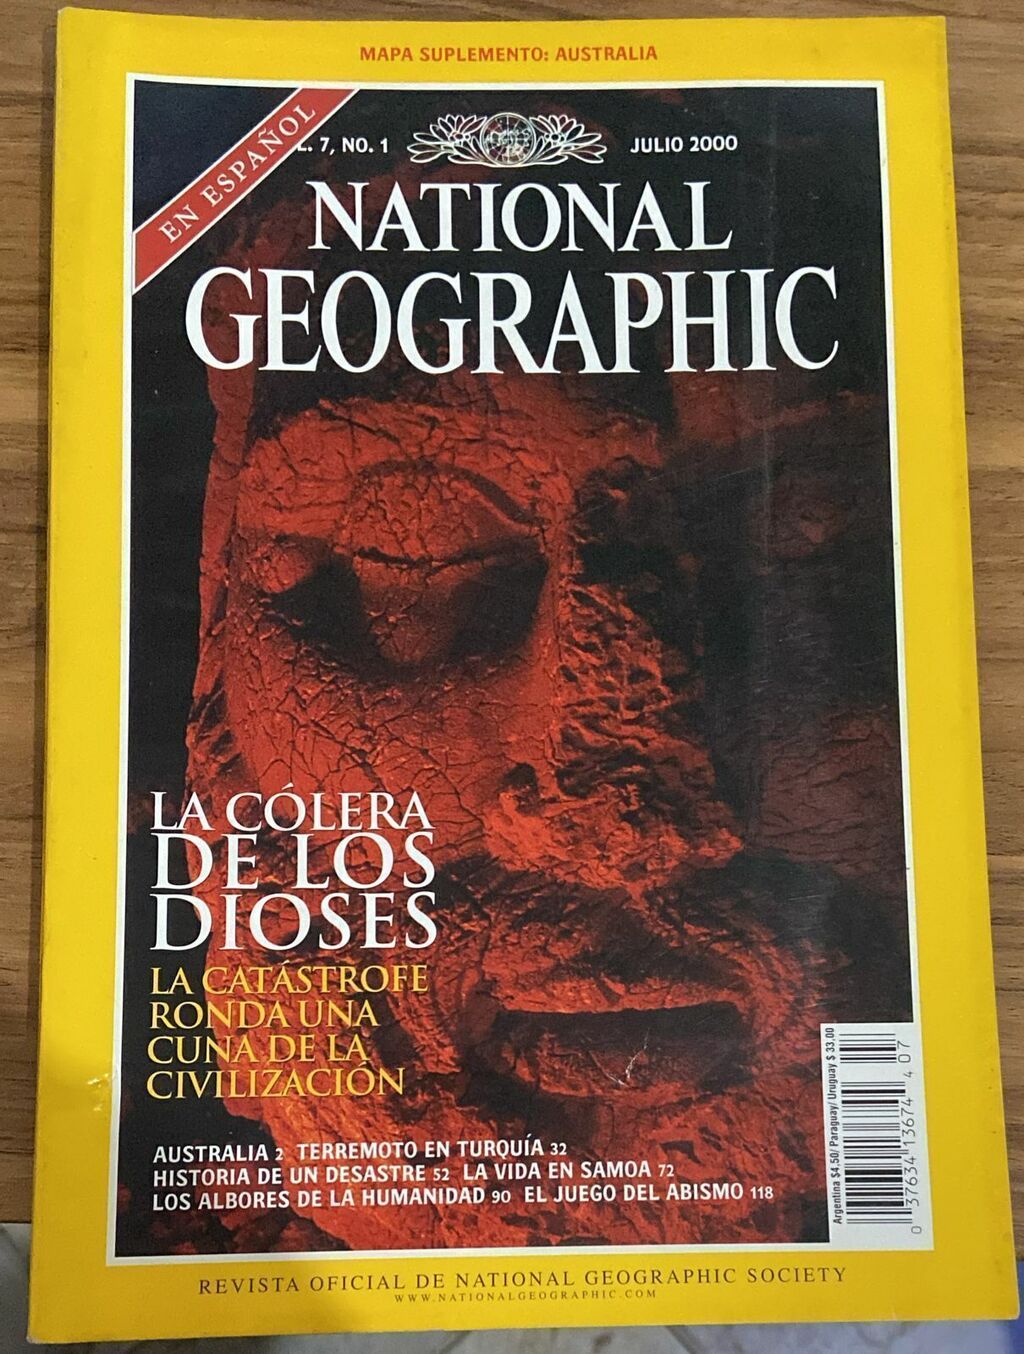 MAPA SUPLEMENTO: AUSTRALIA
EN ESPAÑOL
L. 7, NO. 1
JULIO 2000
NATIONAL
GEOGRAPHIC
LA CÓLERA
DE LOS
DIOSES
LA CATÁSTROFE
RONDA UNA
CUNA DE LA
CIVILIZACIÓN
AUSTRALIA 2 TERREMOTO EN TURQUÍA 32
HISTORIA DE UN DESASTRE 52 LA VIDA EN SAMOA 72
LOS ALBORES DE LA HUMANIDAD 90 EL JUEGO DEL ABISMO 118
Argentina $4.50/ Paraguay/ Uruguay $ 33,00
0 37634 13674 4 07
REVISTA OFICIAL DE NATIONAL GEOGRAPHIC SOCIETY
WWW.NATIONALGEOGRAPHIC.COM